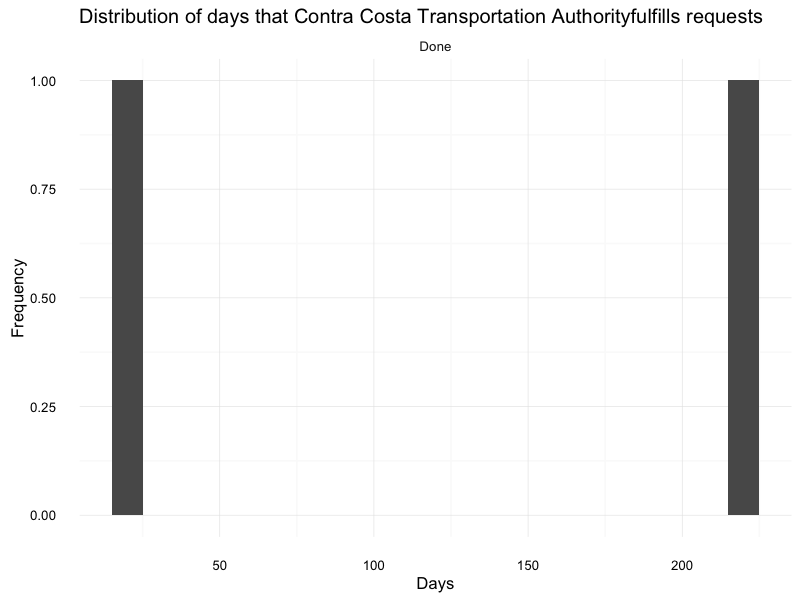 Distribution of days that Contra Costa Transportation Authorityfulfills requests
Done
1.00
0.75
0.50
0.25
0.00
Frequency
50 100 150 200
Days